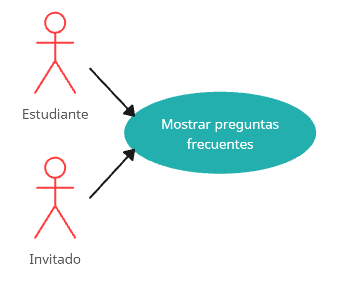 Estudiante
Mostrar preguntas
frecuentes
Invitado